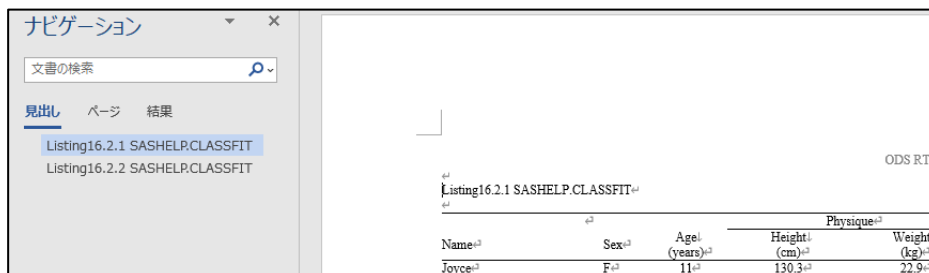 ナビゲーション
文書の検索
見出し ページ 結果
Listing16.2.1 SASHELP.CLASSFIT
Listing16.2.2 SASHELP.CLASSFIT
ODS RT
Listing16.2.1 SASHELP.CLASSFIT
Physique
Name Sex Age Height Weight
(years) (cm) (kg)
Joyce F 11 130.3 22.9